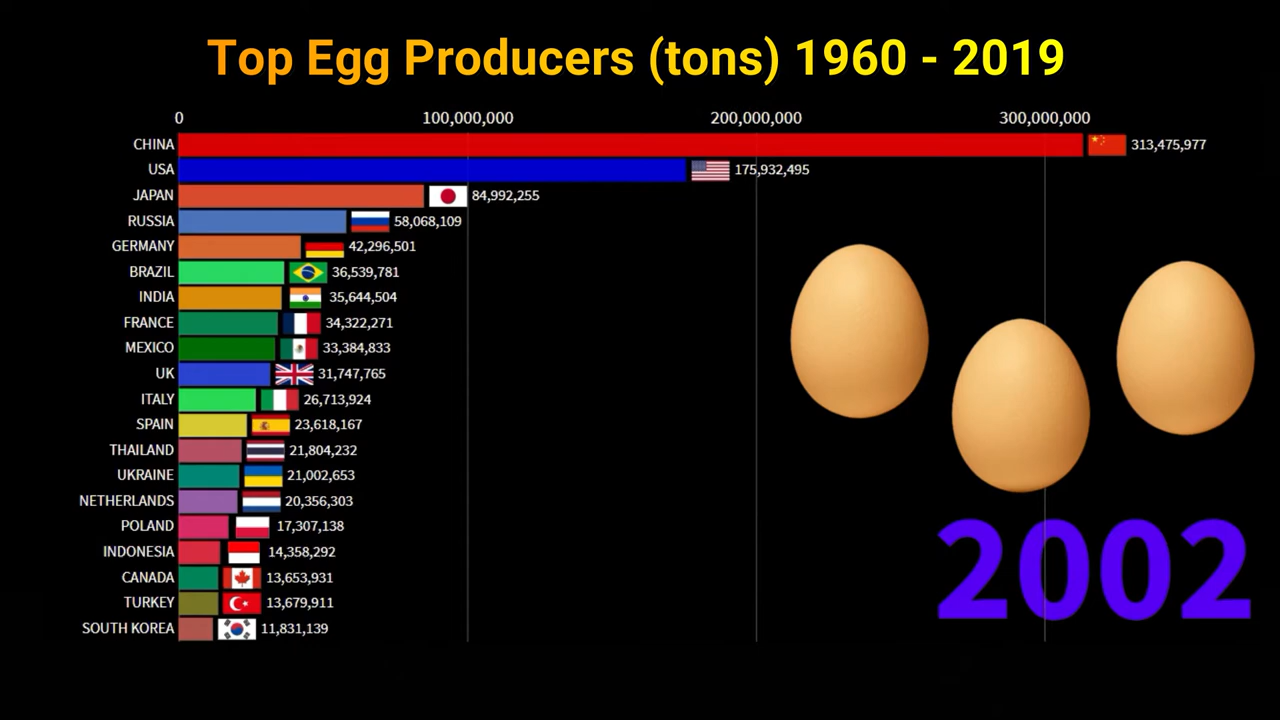 Top Egg Producers (tons) 1960 - 2019
0 100,000,000 200,000,000 300,000,000
CHINA 313,475,977
USA 175,932,495
JAPAN 84,992,255
RUSSIA 58,068,109
GERMANY 42,296,501
BRAZIL 36,539,781
INDIA 35,644,504
FRANCE 34,322,271
MEXICO 33,384,833
UK 31,747,765
ITALY 26,713,924
SPAIN 23,618,167
THAILAND 21,804,232
UKRAINE 21,002,653
NETHERLANDS 20,356,303
POLAND 17,307,138
INDONESIA 14,358,292
CANADA 13,653,931
TURKEY 13,679,911
SOUTH KOREA 11,831,139
2002